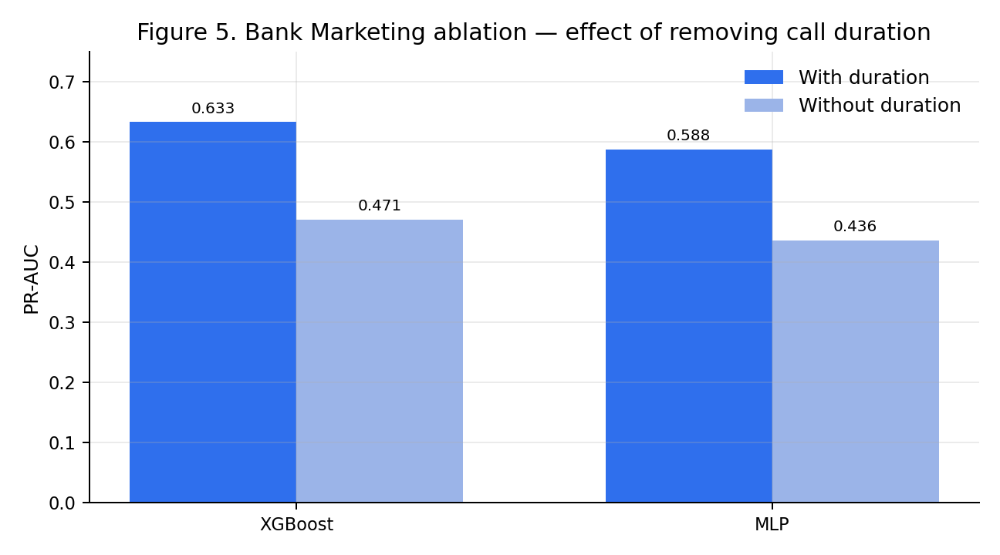 Figure 5. Bank Marketing ablation — effect of removing call duration
With duration
Without duration
PR-AUC
0.7
0.6
0.5
0.4
0.3
0.2
0.1
0.0
0.633
0.471
0.588
0.436
XGBoost
MLP